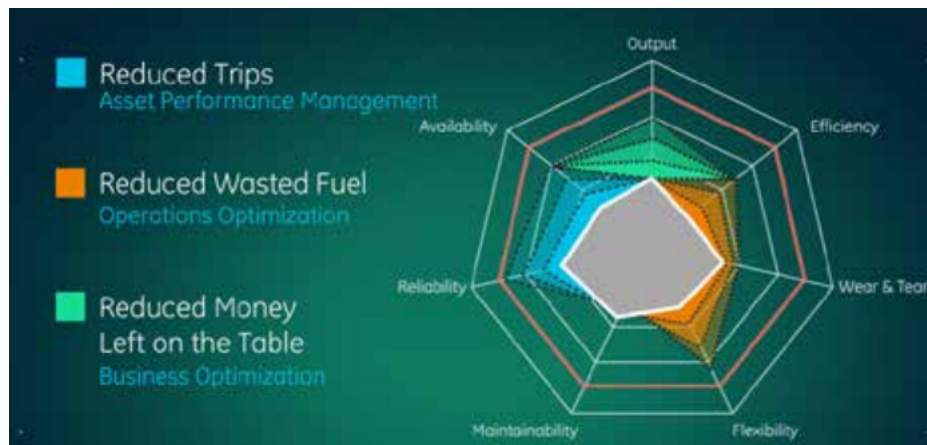 Reduced Trips
Asset Performance Management
Reduced Wasted Fuel
Operations Optimization
Reduced Money
Left on the Table
Business Optimization
Output
Efficiency
Wear & Tear
Flexibility
Maintainability
Reliability
Availability